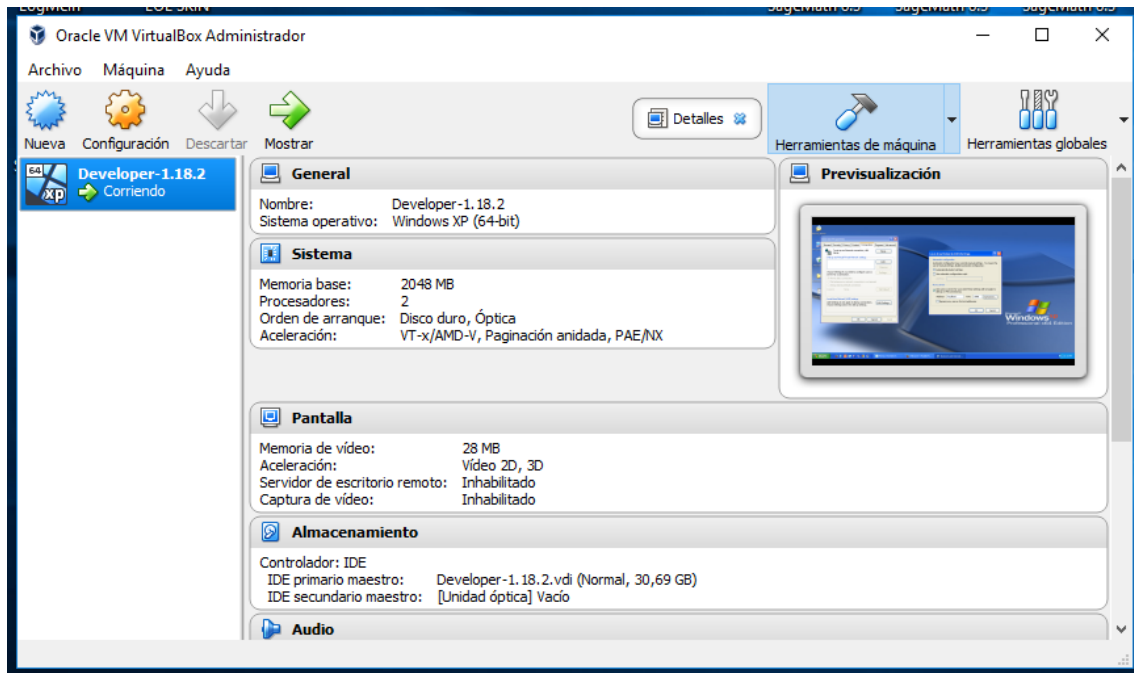 Oracle VM VirtualBox Administrador
Archivo Máquina Ayuda
Nueva Configuración Descartar Mostrar Detalles Herramientas de máquina Herramientas globales
64
XP
Developer-1.18.2
Corriendo
General
Nombre: Developer-1.18.2
Sistema operativo: Windows XP (64-bit)
Sistema
Memoria base: 2048 MB
Procesadores: 2
Orden de arranque: Disco duro, Óptica
Aceleración: VT-x/AMD-V, Paginación anidada, PAE/NX
Previsualización
Windows
Pantalla
Memoria de vídeo: 28 MB
Aceleración: Vídeo 2D, 3D
Servidor de escritorio remoto: Inhabilitado
Captura de vídeo: Inhabilitado
Almacenamiento
Controlador: IDE
IDE primario maestro: Developer-1.18.2.vdi (Normal, 30,69 GB)
IDE secundario maestro: [Unidad óptica] Vacío
Audio